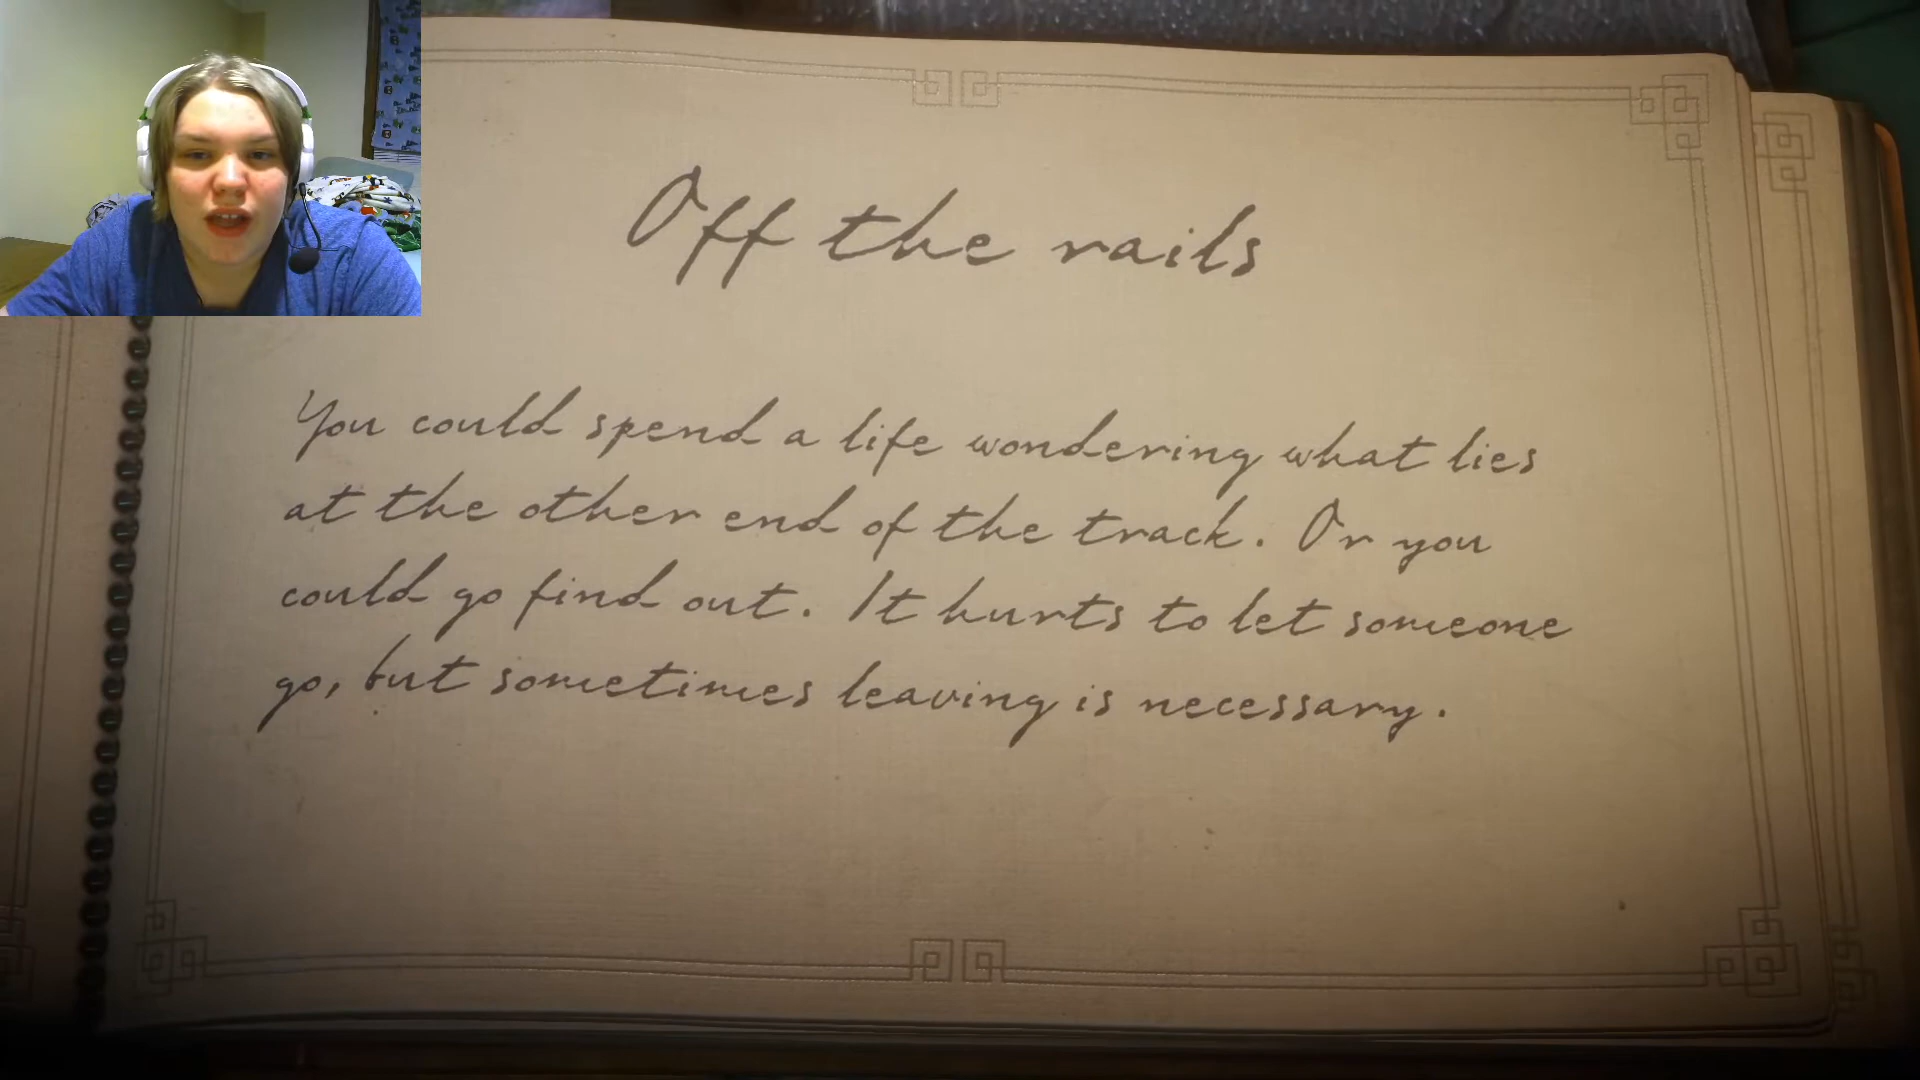 Off the rails
You could spend a life wondering what lies
at the other end of the track. Or you
could go find out. It hurts to let someone
go, but sometimes leaving is necessary.